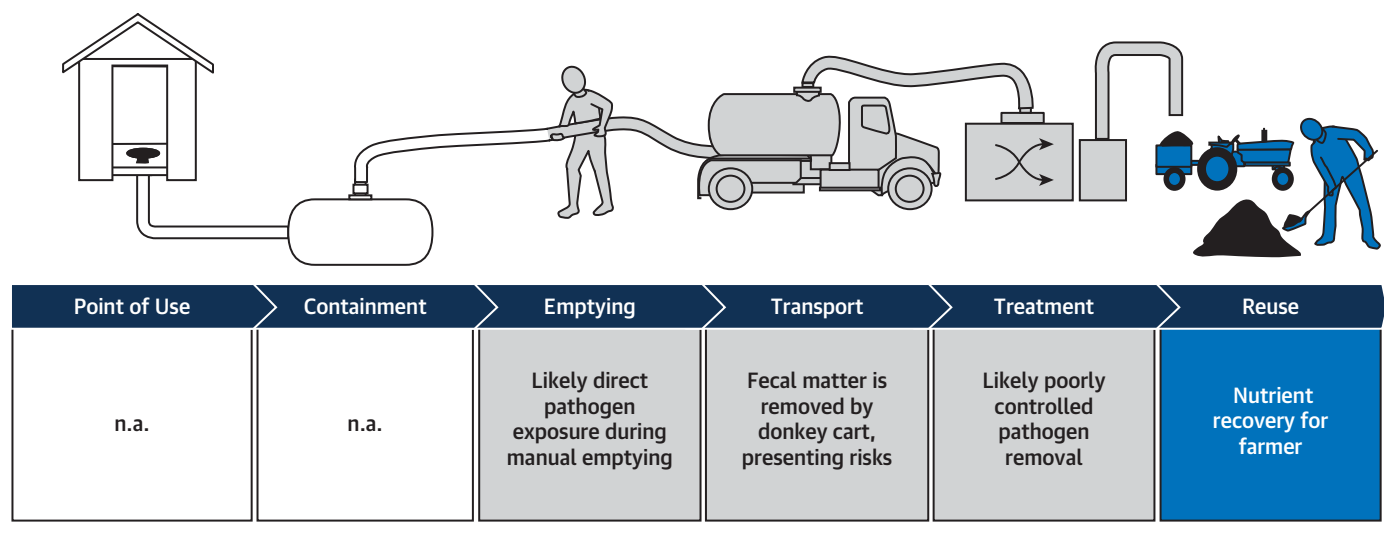 Point of Use
Containment
Emptying
Transport
Treatment
Reuse
n.a.
n.a.
Likely direct
pathogen
exposure during
manual emptying
Fecal matter is
removed by
donkey cart,
presenting risks
Likely poorly
controlled
pathogen
removal
Nutrient
recovery for
farmer